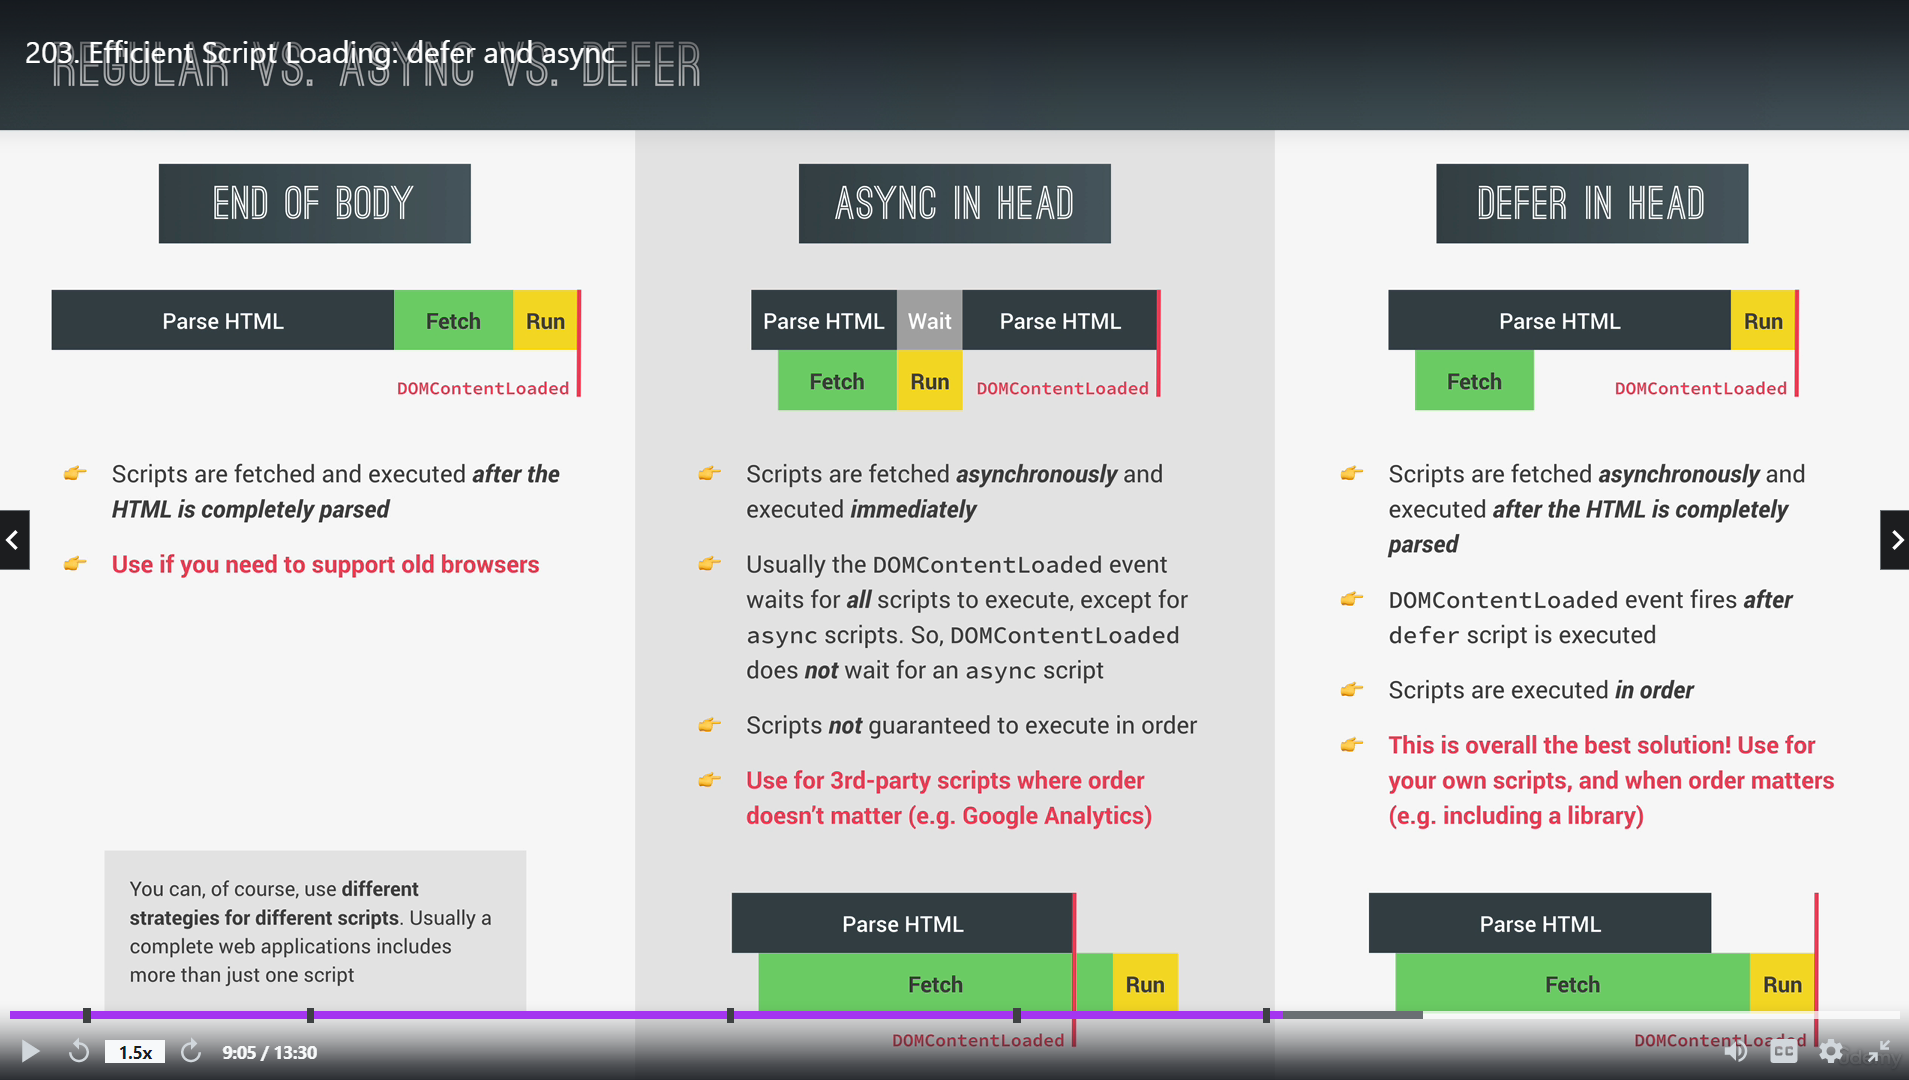 203. Efficient Script Loading: defer and async
REGULAR VS. ASYNC VS. DEFER
END OF BODY
Parse HTML
Fetch
Run
DOMContentLoaded
👉 Scripts are fetched and executed after the
HTML is completely parsed
👉 Use if you need to support old browsers
You can, of course, use different
strategies for different scripts. Usually a
complete web applications includes
more than just one script
ASYNC IN HEAD
Parse HTML
Wait
Parse HTML
Fetch
Run
DOMContentLoaded
👉 Scripts are fetched asynchronously and
executed immediately
👉 Usually the DOMContentLoaded event
waits for all scripts to execute, except for
async scripts. So, DOMContentLoaded
does not wait for an async script
👉 Scripts not guaranteed to execute in order
👉 Use for 3rd-party scripts where order
doesn’t matter (e.g. Google Analytics)
Parse HTML
Fetch
Run
DOMContentLoaded
DEFER IN HEAD
Parse HTML
Run
Fetch
DOMContentLoaded
👉 Scripts are fetched asynchronously and
executed after the HTML is completely
parsed
👉 DOMContentLoaded event fires after
defer script is executed
👉 Scripts are executed in order
👉 This is overall the best solution! Use for
your own scripts, and when order matters
(e.g. including a library)
Parse HTML
Fetch
Run
DOMContentLoaded
1.5x
9:05 / 13:30
CC
udemy